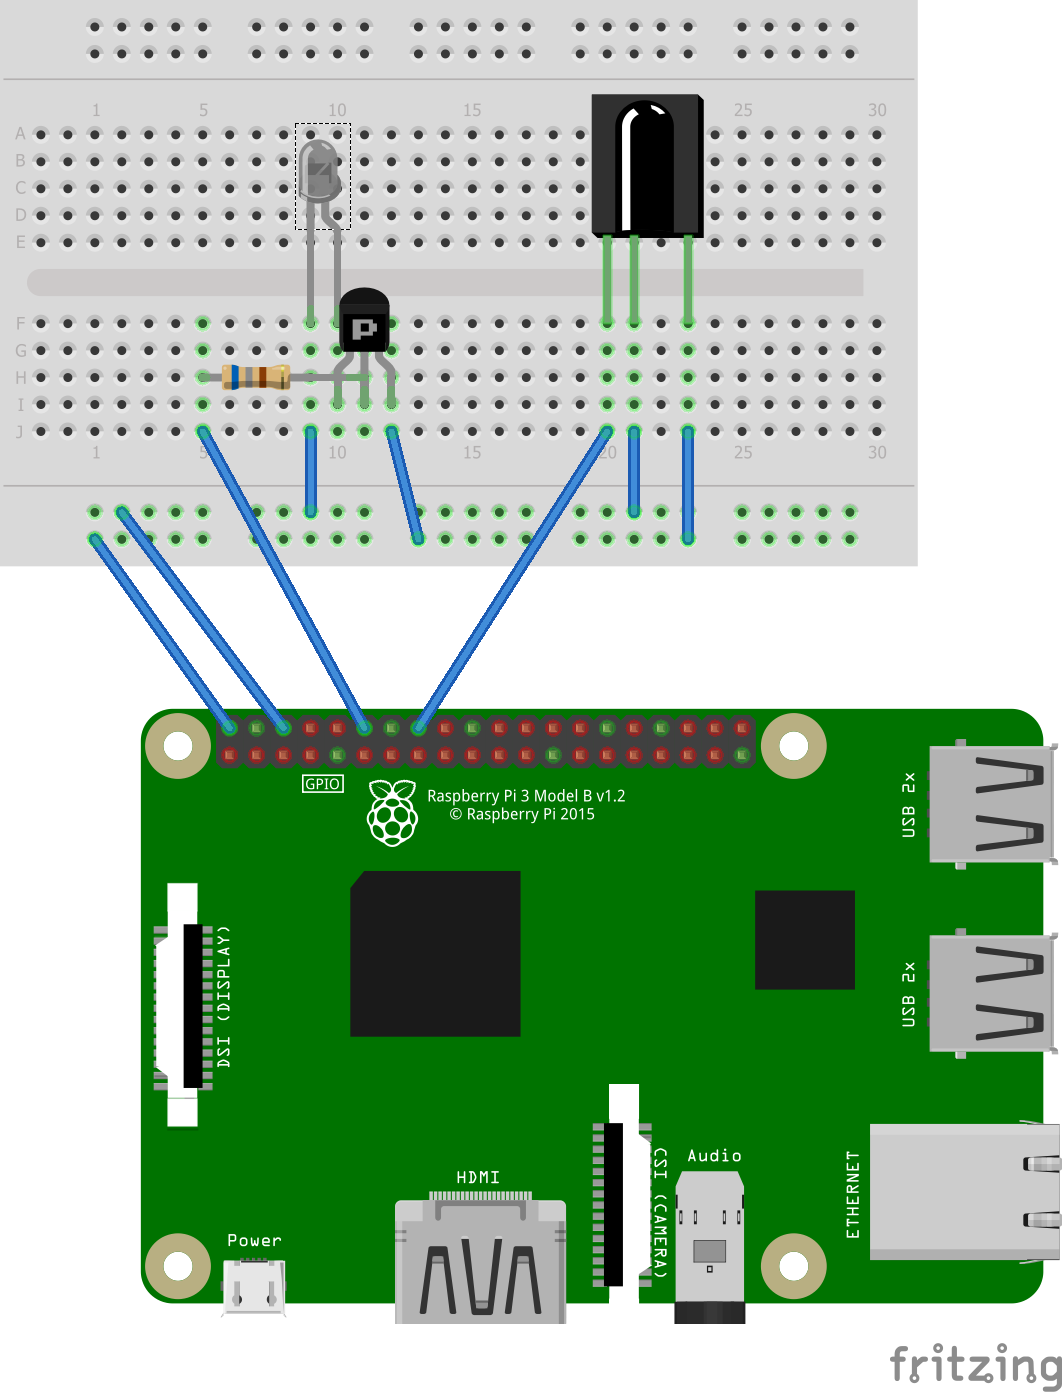 1 5 10 15 25 30
A
B
C
D
E
F
P
G
H
I
J
1 5 10 15 20 25 30
GPIO
Raspberry Pi 3 Model B v1.2
© Raspberry Pi 2015
USB 2x
DSI (DISPLAY)
USB 2x
HDMI
CSI (CAMERA)
Audio
ETHERNET
Power
fritzing